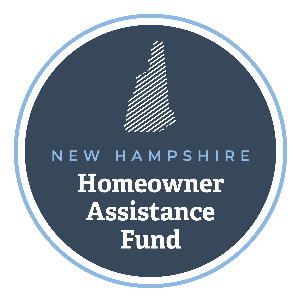 NEW HAMPSHIRE
Homeowner
Assistance
Fund